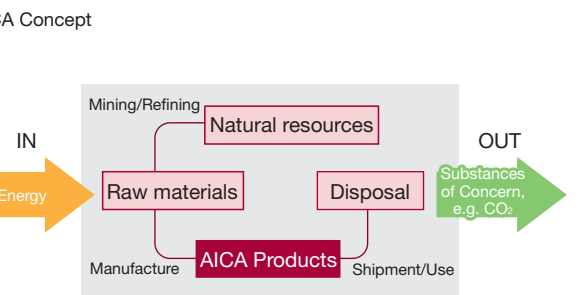 A Concept
Mining/Refining
Natural resources
IN
OUT
Energy
Raw materials
Disposal
Substances
of Concern,
e.g. CO₂
AICA Products
Manufacture
Shipment/Use